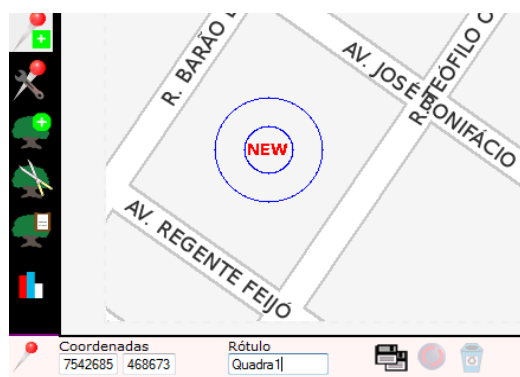 R. BARÃO
AV. JOSÉ BONIFÁCIO
R. TEÓFILO
NEW
AV. REGENTE FEIJÓ
Coordenadas
Rótulo
7542685 468673
Quadra1